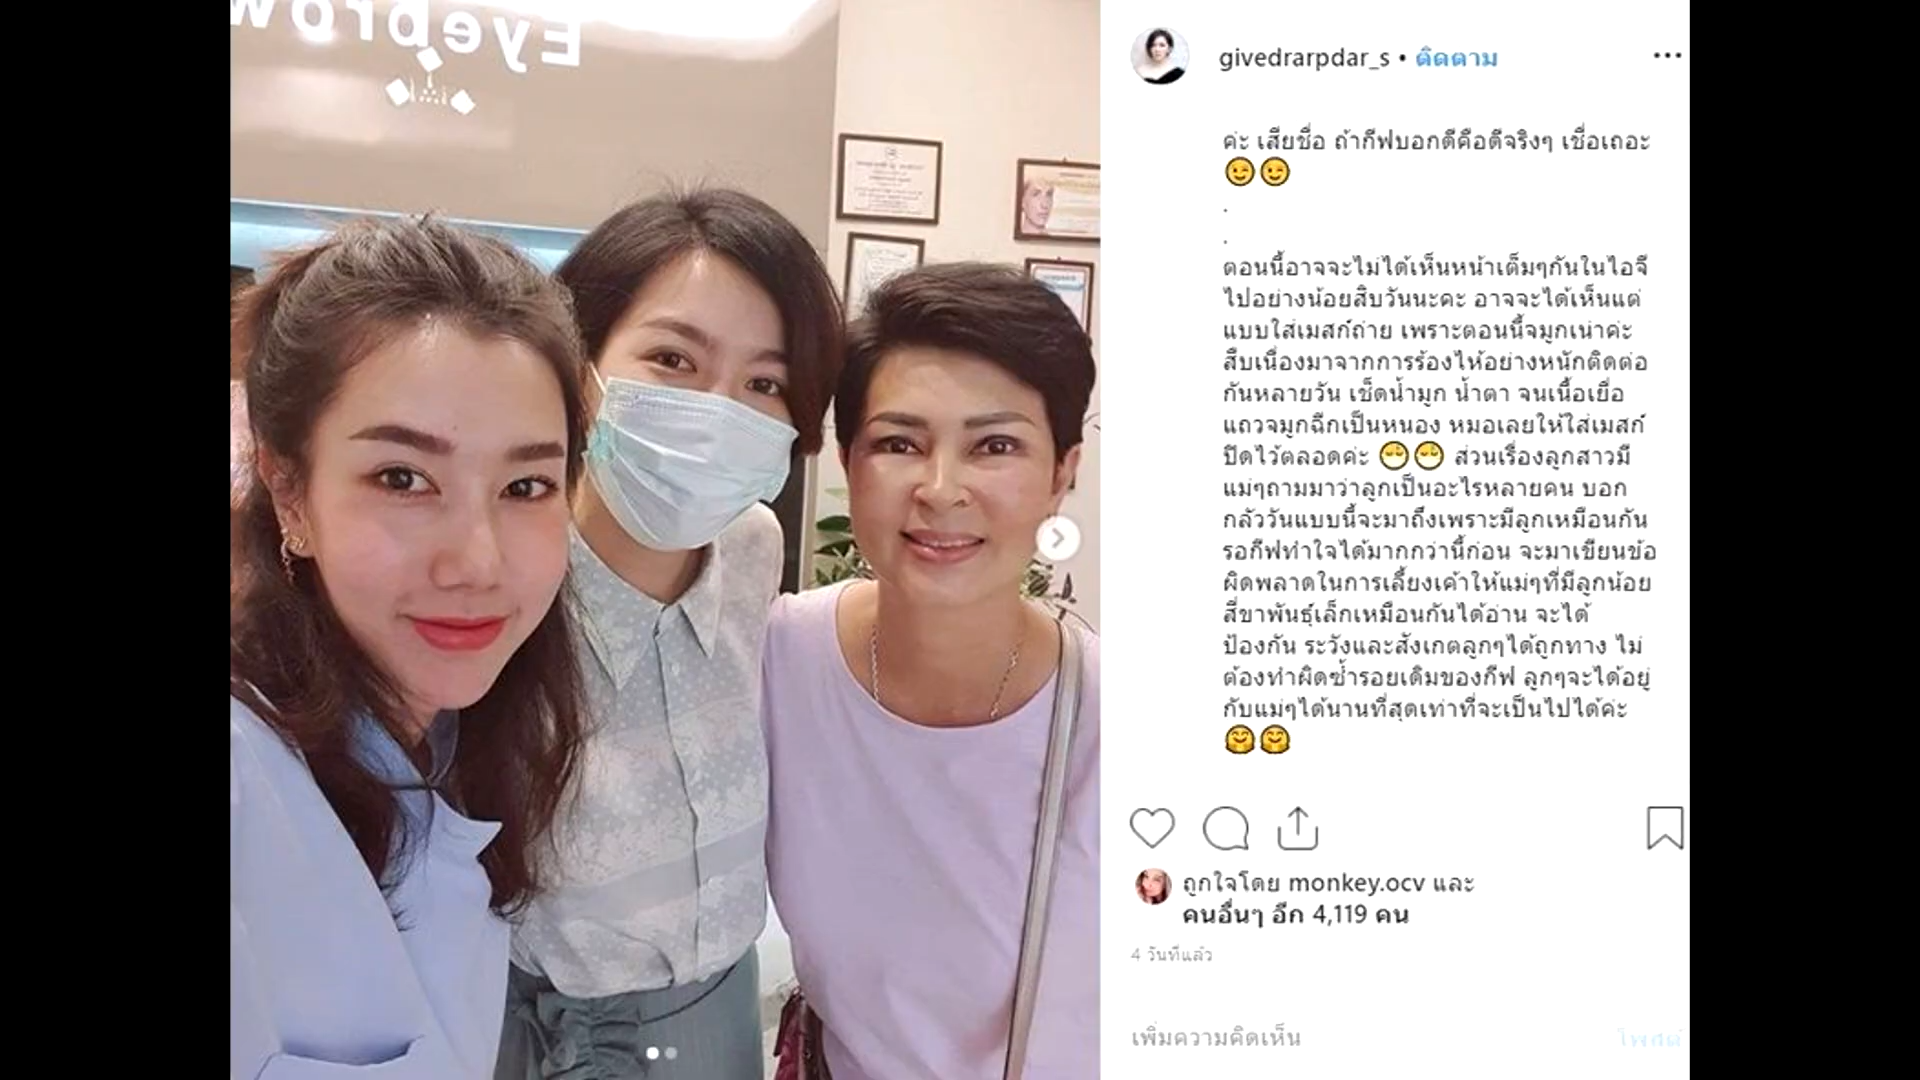 Eyebrow
givedrarpdar_s • ติดตาม
ค่ะ เสียชื่อ ถ้ากีฟบอกดีคือดีจริงๆ เชื่อเถอะ
😉😉
.
.
ตอนนี้อาจจะไม่ได้เห็นหน้าเต็มๆกันในไอจี
ไปอย่างน้อยสิบวันนะคะ อาจจะได้เห็นแต่
แบบใส่เมสก์ถ่าย เพราะตอนนี้จมูกเน่าค่ะ
สืบเนื่องมาจากการร้องไห้อย่างหนักติดต่อ
กันหลายวัน เช็ดน้ำมูก น้ำตา จนเนื้อเยื่อ
แถวจมูกฉีกเป็นหนอง หมอเลยให้ใส่เมสก์
ปิดไว้ตลอดค่ะ 😷😷 ส่วนเรื่องลูกสาวมี
แม่ๆถามมาว่าลูกเป็นอะไรหลายคน บอก
กลัววันแบบนี้จะมาถึงเพราะมีลูกเหมือนกัน
รอกีฟทำใจได้มากกว่านี้ก่อน จะมาเขียนข้อ
ผิดพลาดในการเลี้ยงเค้าให้แม่ๆที่มีลูกน้อย
สี่ขาพันธุ์เล็กเหมือนกันได้อ่าน จะได้
ป้องกัน ระวังและสังเกตลูกๆได้ถูกทาง ไม่
ต้องทำผิดซ้ำรอยเดิมของกีฟ ลูกๆจะได้อยู่
กับแม่ๆได้นานที่สุดเท่าที่จะเป็นไปได้ค่ะ
🤗🤗
ถูกใจโดย monkey.ocv และ
คนอื่นๆ อีก 4,119 คน
4 วันที่แล้ว
เพิ่มความคิดเห็น
โพสต์